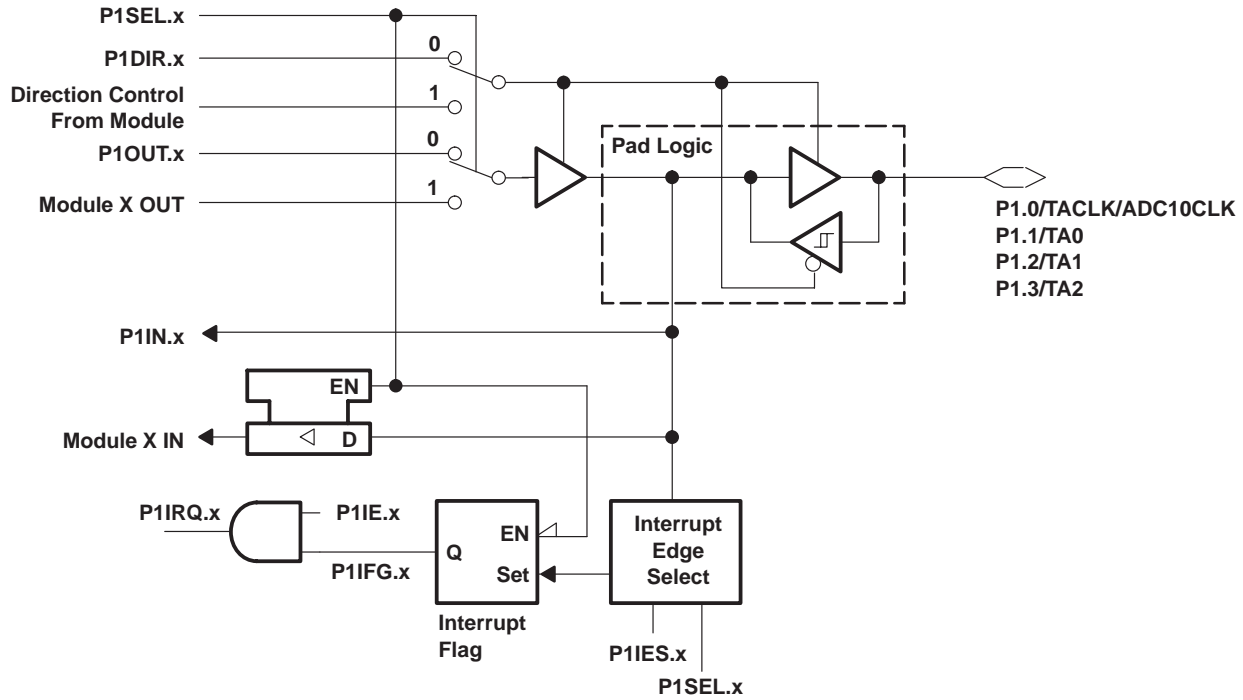 P1SEL.x
P1DIR.x
0
Direction Control
From Module
1
P1OUT.x
0
Module X OUT
1
Pad Logic
P1.0/TACLK/ADC10CLK
P1.1/TA0
P1.2/TA1
P1.3/TA2
P1IN.x
EN
Module X IN
D
P1IRQ.x
P1IE.x
P1IFG.x
Q
EN
Set
Interrupt
Flag
Interrupt
Edge
Select
P1IES.x
P1SEL.x